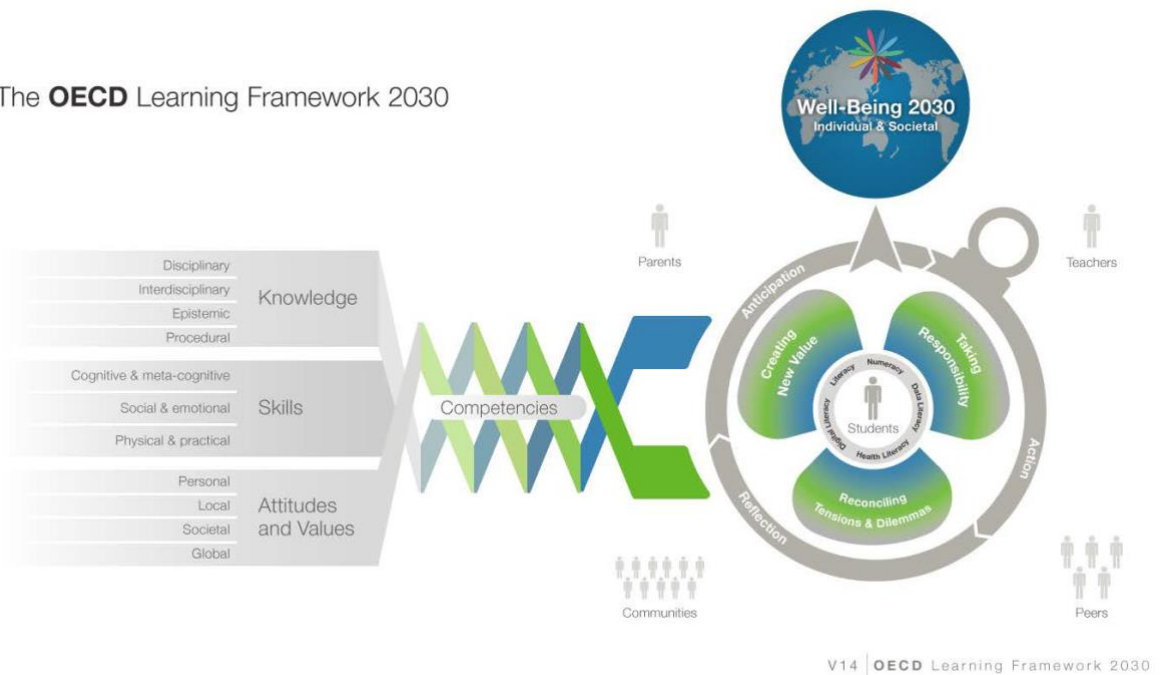 The OECD Learning Framework 2030
Well-Being 2030
Individual & Societal
Parents
Teachers
Disciplinary
Interdisciplinary
Epistemic
Procedural
Knowledge
Cognitive & meta-cognitive
Social & emotional
Physical & practical
Skills
Personal
Local
Societal
Global
Attitudes
and Values
Competencies
Anticipation
Action
Reflection
Creating
New Value
Taking
Responsibility
Reconciling
Tensions & Dilemmas
Literacy
Numeracy
Data Literacy
Health Literacy
Digital Literacy
Students
Communities
Peers
V14 OECD Learning Framework 2030